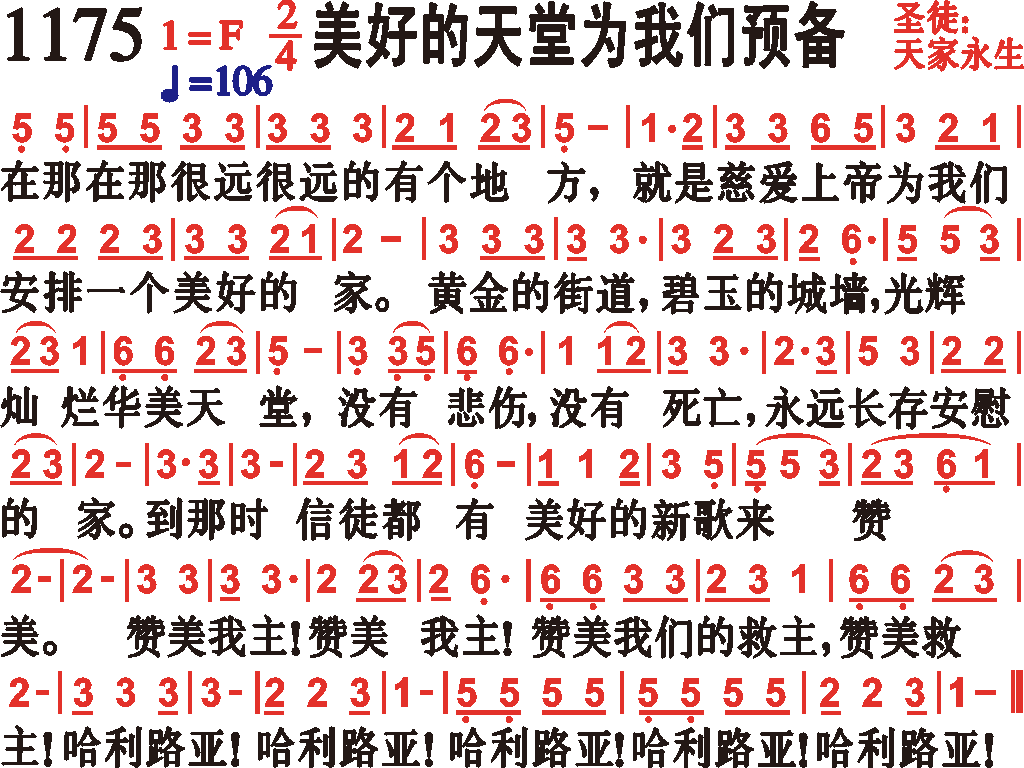 1175 1=F 2/4 美好的天堂为我们预备 圣徒:
♩=106 天家永生
5 5|5 5 3 3|3 3 3|2 1 2 3|5 –|1·2|3 3 6 5|3 2 1|
在那在那很远很远的有个地 方, 就是慈爱上帝为我们
2 2 2 3|3 3 2 1|2 –|3 3 3|3 3·|3 2 3|2 6·|5 5 3|
安排一个美好的 家。 黄金的街道,碧玉的城墙,光辉
2 3 1|6 6 2 3|5 –|3 3 5|6 6·|1 1 2|3 3·|2·3|5 3|2 2|
灿 烂华美天 堂, 没有 悲伤,没有 死亡,永远长存安慰
2 3|2 –|3·3|3 -|2 3 1 2|6 –|1 1 2|3 5|5 5 3|2 3 6 1|
的 家。到那时 信徒都 有 美好的新歌来 赞
2 -|2 -|3 3|3 3·|2 2 3|2 6·|6 6 3 3|2 3 1|6 6 2 3|
美。 赞美我主!赞美 我主! 赞美我们的救主,赞美救
2 -|3 3 3|3 -|2 2 3|1 -|5 5 5 5|5 5 5 5|2 2 3|1 –‖
主!哈利路亚! 哈利路亚! 哈利路亚!哈利路亚!哈利路亚!